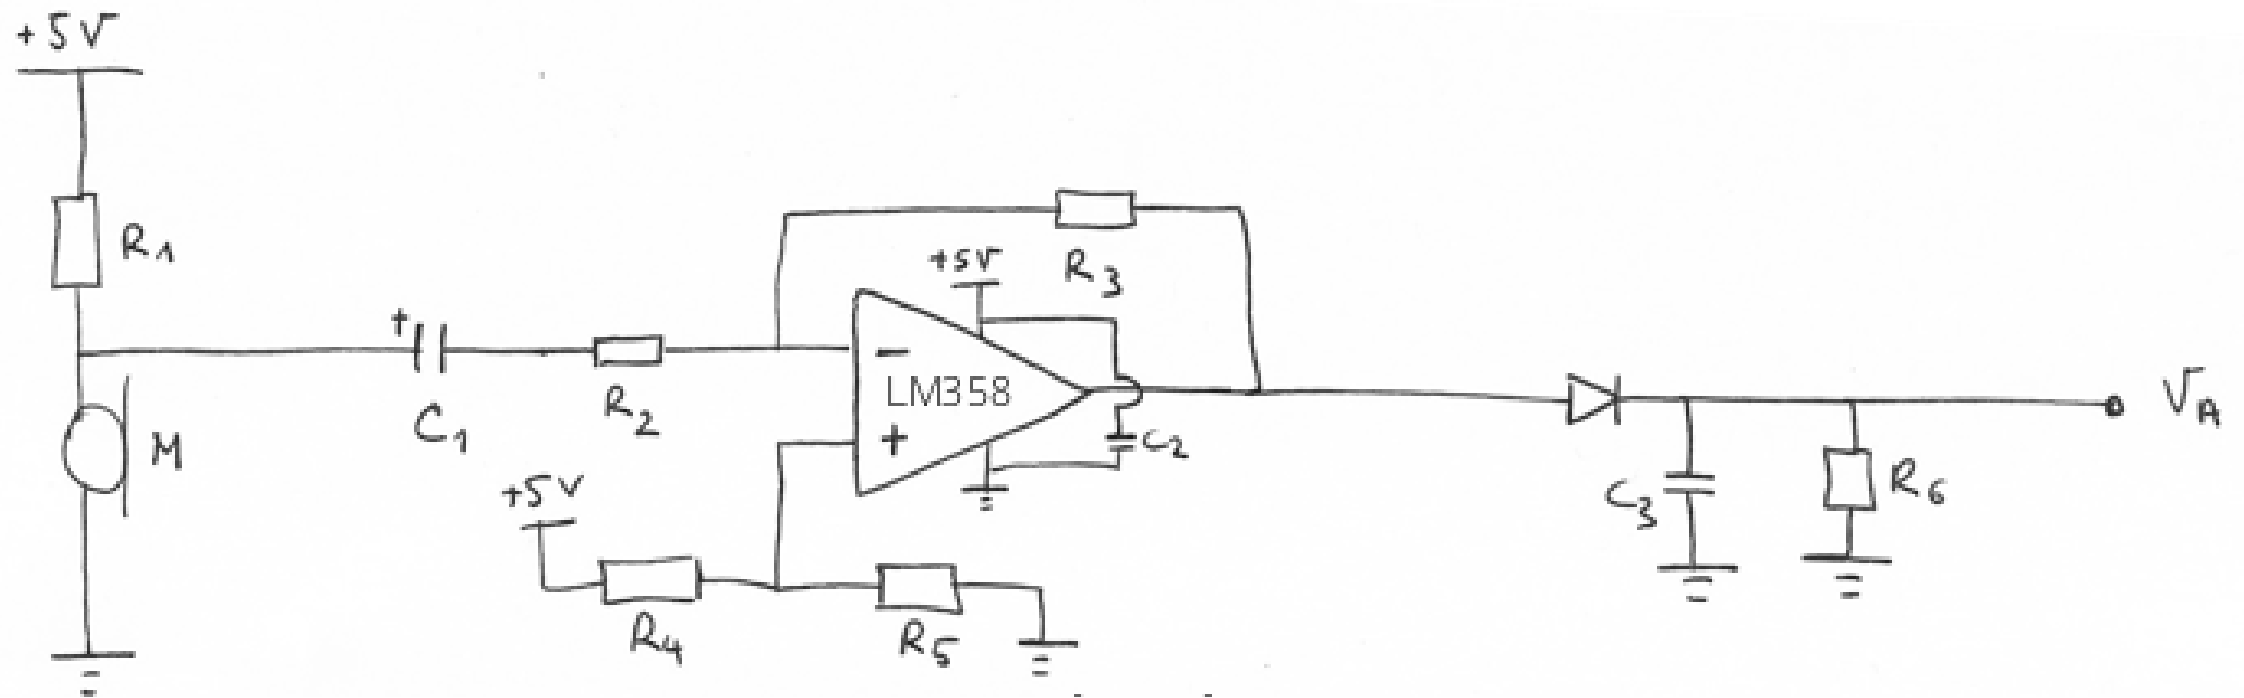 +5V
R1
M
+
C1
R2
R3
+5V
−
LM358
+
C2
+5V
R4
R5
C3
R6
VA